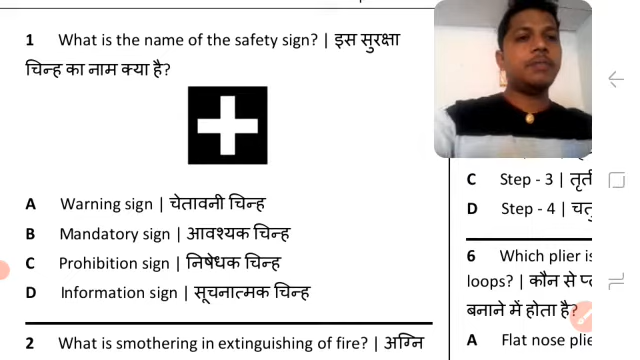 1 What is the name of the safety sign? | इस सुरक्षा
चिन्ह का नाम क्या है?
A Warning sign | चेतावनी चिन्ह
B Mandatory sign | आवश्यक चिन्ह
C Prohibition sign | निषेधक चिन्ह
D Information sign | सूचनात्मक चिन्ह
2 What is smothering in extinguishing of fire? | अग्नि
C Step - 3 |
D Step - 4 |
6 Which plier is
loops? | कौन से
बनाने में होता है?
A Flat nose